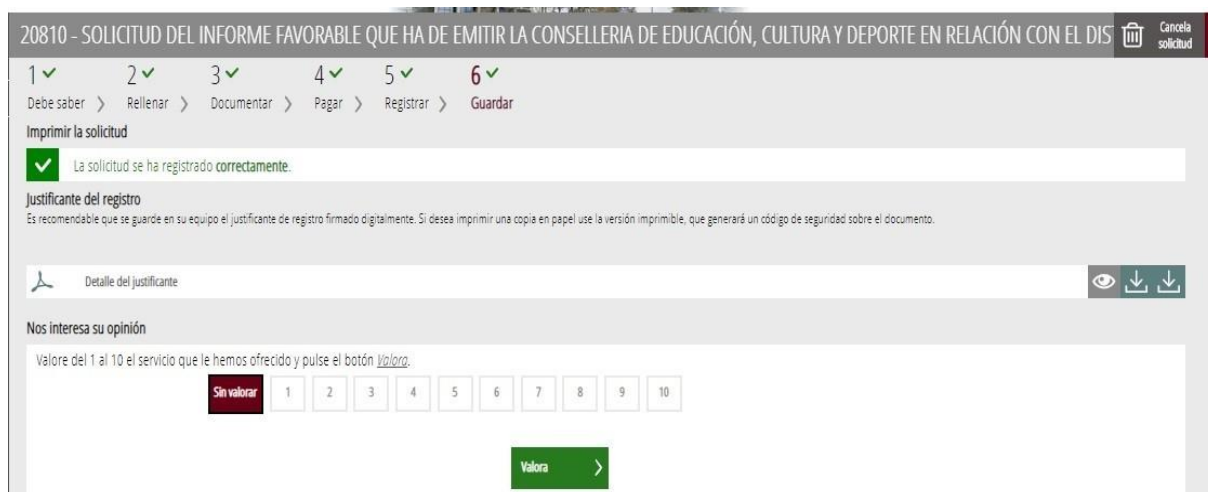 20810 - SOLICITUD DEL INFORME FAVORABLE QUE HA DE EMITIR LA CONSELLERIA DE EDUCACIÓN, CULTURA Y DEPORTE EN RELACIÓN CON EL DIS
Cancela
solicitud
1 2 3 4 5 6
Debe saber Rellenar Documentar Pagar Registrar Guardar
Imprimir la solicitud
La solicitud se ha registrado correctamente.
Justificante del registro
Es recomendable que se guarde en su equipo el justificante de registro firmado digitalmente. Si desea imprimir una copia en papel use la versión imprimible, que generará un código de seguridad sobre el documento.
Detalle del justificante
Nos interesa su opinión
Valore del 1 al 10 el servicio que le hemos ofrecido y pulse el botón Valora.
Sin valorar 1 2 3 4 5 6 7 8 9 10
Valora